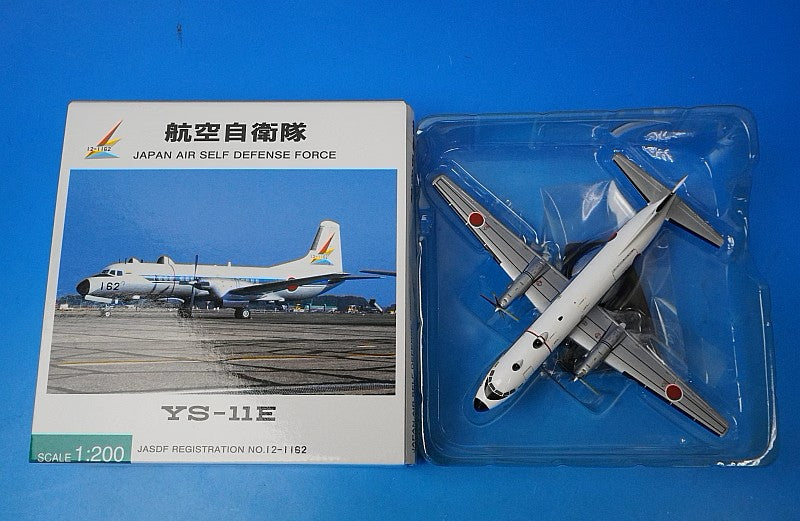 12-1162
航空自衛隊
JAPAN AIR SELF DEFENSE FORCE
162
YS-11E
SCALE 1:200
JASDF REGISTRATION NO.12-1162